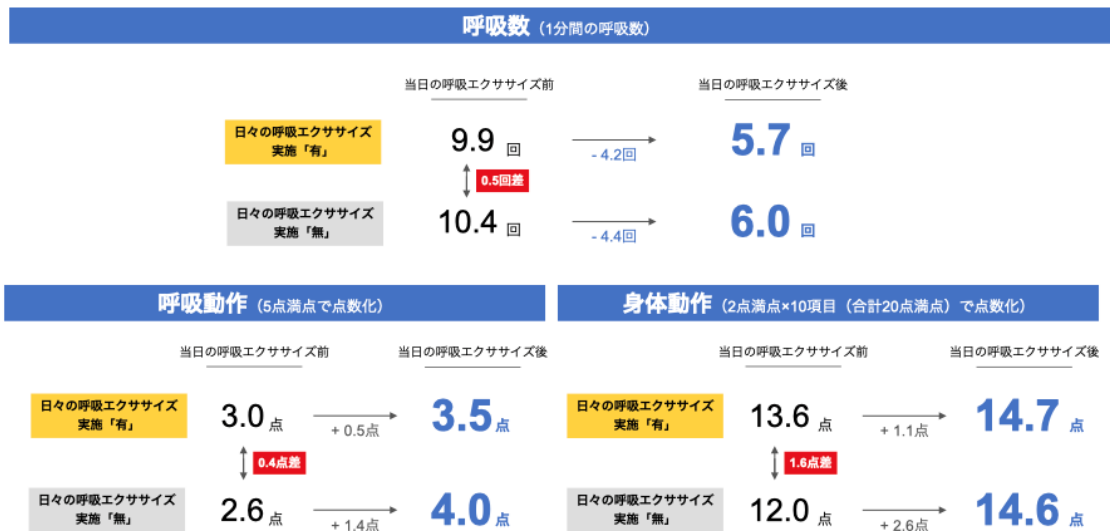 呼吸数（1分間の呼吸数）
当日の呼吸エクササイズ前
当日の呼吸エクササイズ後
日々の呼吸エクササイズ
実施「有」
9.9 回
- 4.2回
5.7 回
0.5回差
日々の呼吸エクササイズ
実施「無」
10.4 回
- 4.4回
6.0 回
呼吸動作（5点満点で点数化）
当日の呼吸エクササイズ前
当日の呼吸エクササイズ後
日々の呼吸エクササイズ
実施「有」
3.0 点
+ 0.5点
3.5 点
0.4点差
日々の呼吸エクササイズ
実施「無」
2.6 点
+ 1.4点
4.0 点
身体動作（2点満点×10項目（合計20点満点）で点数化）
当日の呼吸エクササイズ前
当日の呼吸エクササイズ後
日々の呼吸エクササイズ
実施「有」
13.6 点
+ 1.1点
14.7 点
1.6点差
日々の呼吸エクササイズ
実施「無」
12.0 点
+ 2.6点
14.6 点